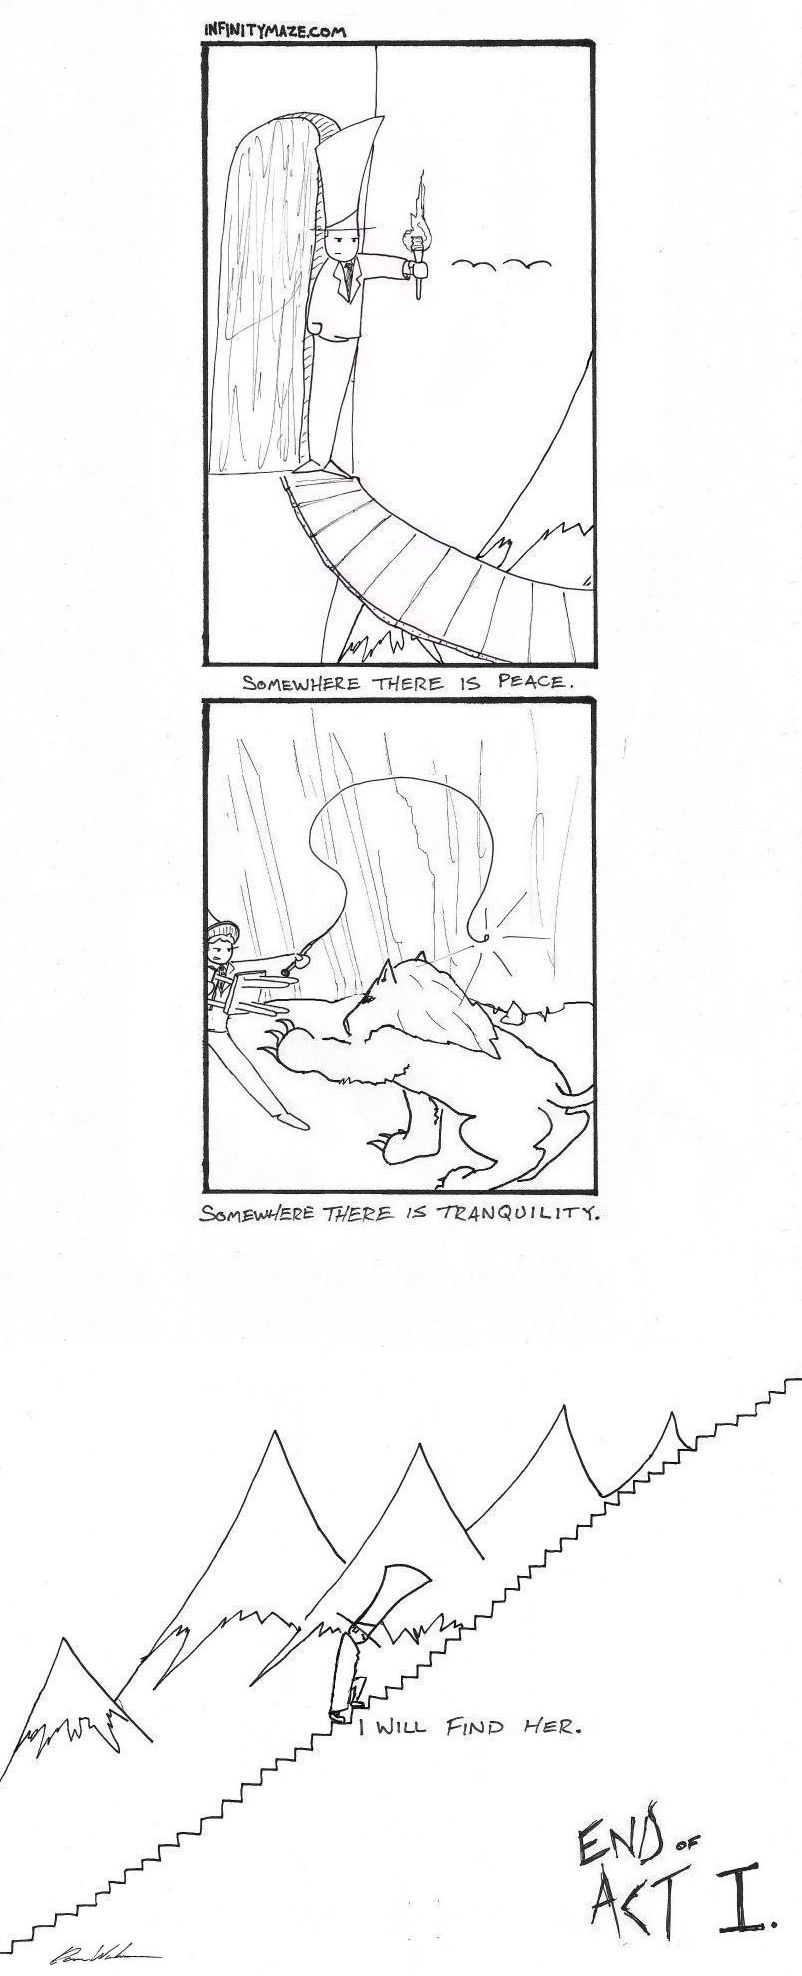 INFINITYMAZE.COM
SOMEWHERE THERE IS PEACE.
SOMEWHERE THERE IS TRANQUILITY.
I WILL FIND HER.
END OF
ACT I.